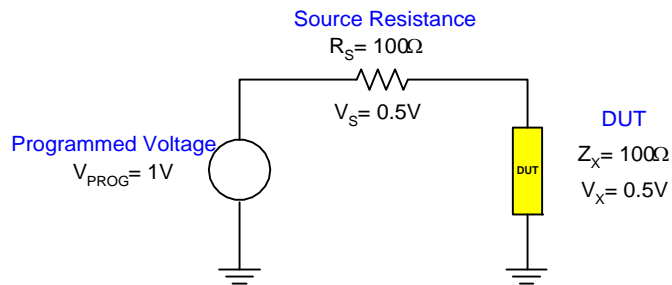 Source Resistance
R_S= 100Ω
V_S= 0.5V
Programmed Voltage
V_PROG= 1V
DUT
DUT
Z_X= 100Ω
V_X= 0.5V